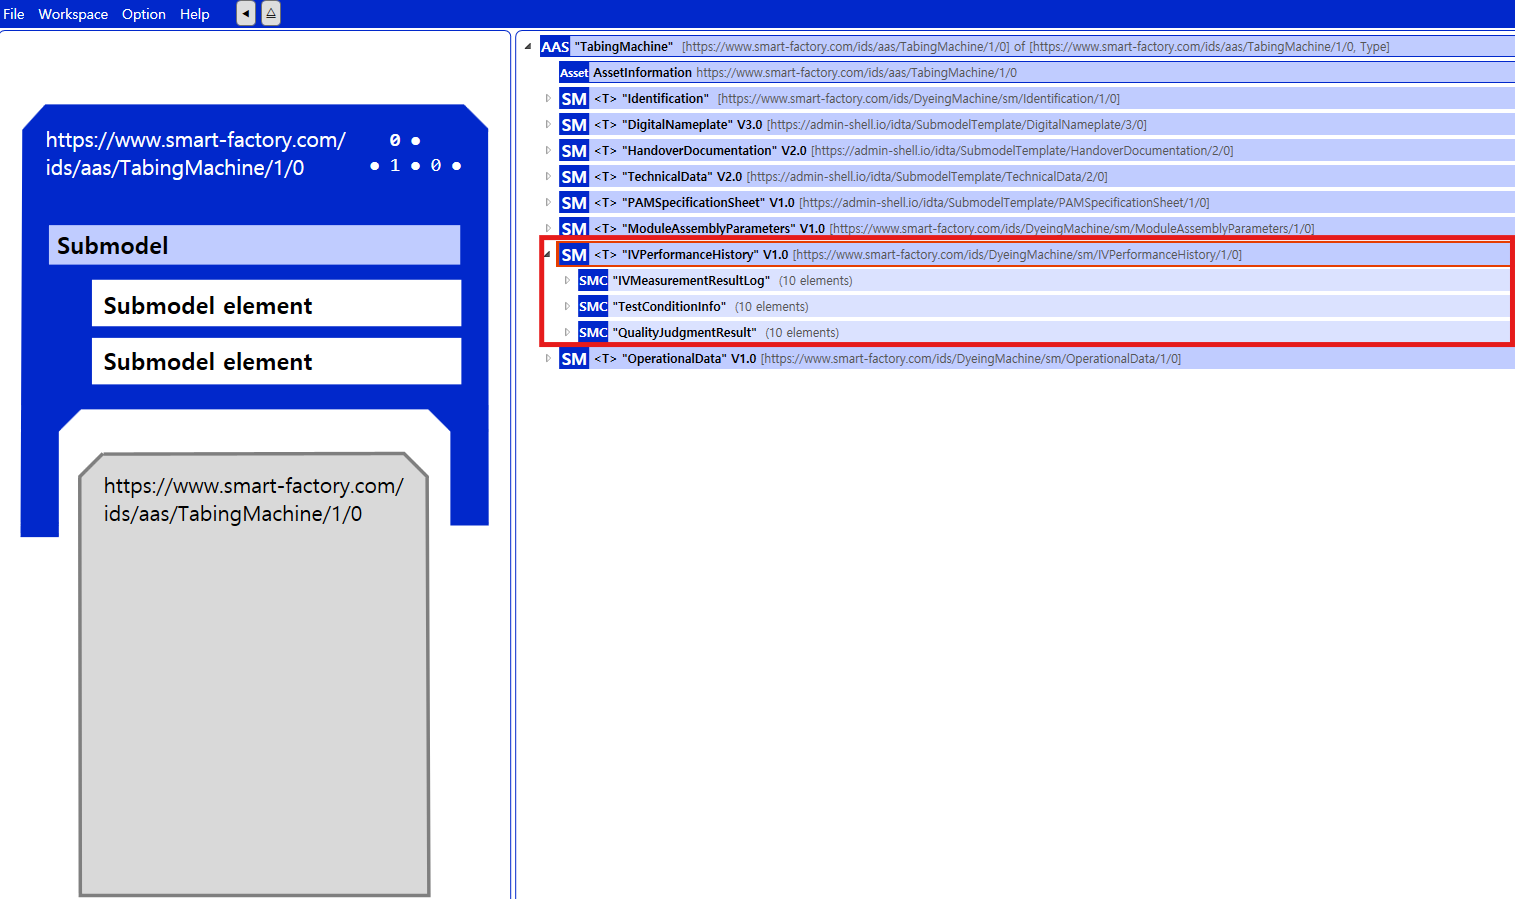 File Workspace Option Help
https://www.smart-factory.com/
ids/aas/TabingMachine/1/0
0
1 0
Submodel
Submodel element
Submodel element
https://www.smart-factory.com/
ids/aas/TabingMachine/1/0
AAS "TabingMachine" [https://www.smart-factory.com/ids/aas/TabingMachine/1/0] of [https://www.smart-factory.com/ids/aas/TabingMachine/1/0, Type]
Asset AssetInformation https://www.smart-factory.com/ids/aas/TabingMachine/1/0
SM <T> "Identification" [https://www.smart-factory.com/ids/DyeingMachine/sm/Identification/1/0]
SM <T> "DigitalNameplate" V3.0 [https://admin-shell.io/idta/SubmodelTemplate/DigitalNameplate/3/0]
SM <T> "HandoverDocumentation" V2.0 [https://admin-shell.io/idta/SubmodelTemplate/HandoverDocumentation/2/0]
SM <T> "TechnicalData" V2.0 [https://admin-shell.io/idta/SubmodelTemplate/TechnicalData/2/0]
SM <T> "PAMSpecificationSheet" V1.0 [https://admin-shell.io/idta/SubmodelTemplate/PAMSpecificationSheet/1/0]
SM <T> "ModuleAssemblyParameters" V1.0 [https://www.smart-factory.com/ids/DyeingMachine/sm/ModuleAssemblyParameters/1/0]
SM <T> "IVPerformanceHistory" V1.0 [https://www.smart-factory.com/ids/DyeingMachine/sm/IVPerformanceHistory/1/0]
SMC "IVMeasurementResultLog" (10 elements)
SMC "TestConditionInfo" (10 elements)
SMC "QualityJudgmentResult" (10 elements)
SM <T> "OperationalData" V1.0 [https://www.smart-factory.com/ids/DyeingMachine/sm/OperationalData/1/0]